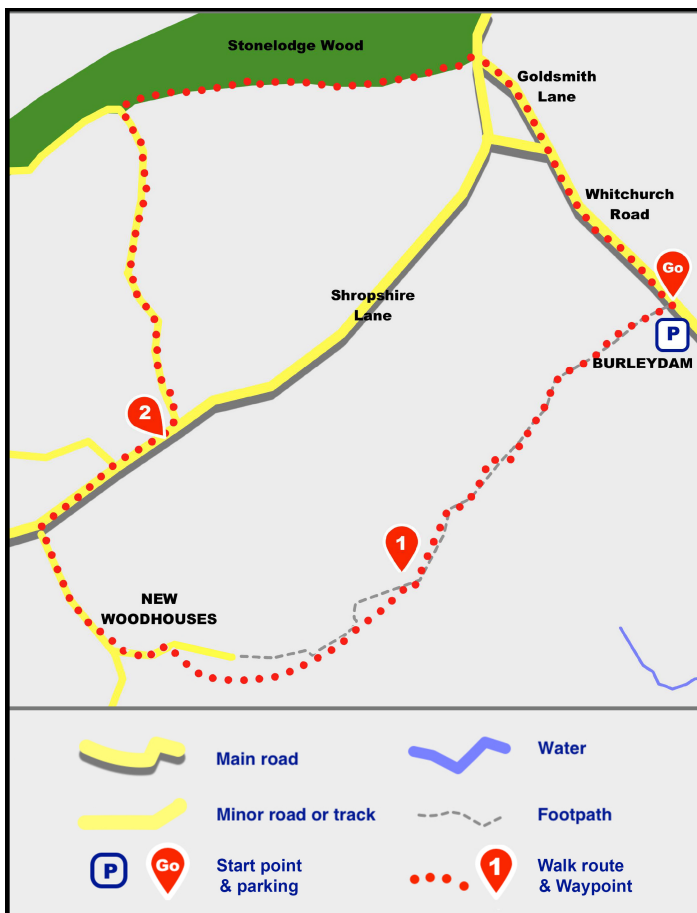 Stonelodge Wood
Goldsmith
Lane
Whitchurch
Road
Go
Shropshire
Lane
P
BURLEYDAM
2
1
NEW
WOODHOUSES
Main road
Water
Minor road or track
Footpath
P
Go
Start point
& parking
1
Walk route
& Waypoint